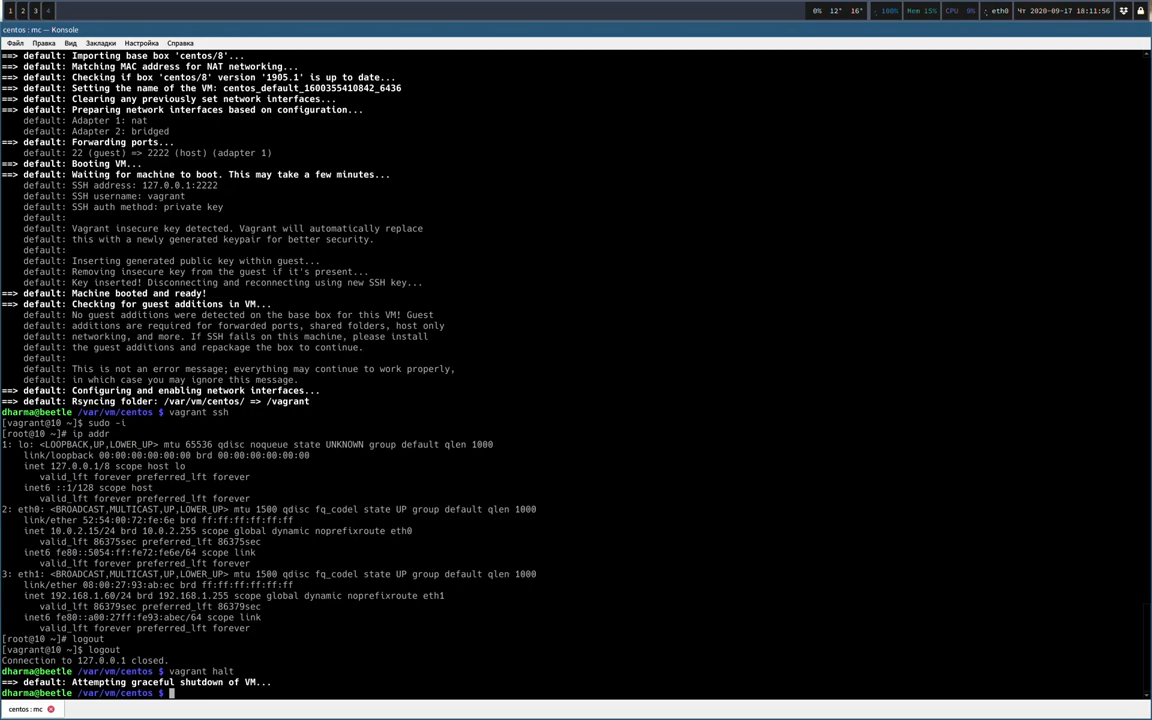 1 2 3 4
0% 12° 16° 100% Mem 15% CPU 9% eth0 Чт 2020-09-17 18:11:56
centos : mc — Konsole
Файл Правка Вид Закладки Настройка Справка
==> default: Importing base box 'centos/8'...
==> default: Matching MAC address for NAT networking...
==> default: Checking if box 'centos/8' version '1905.1' is up to date...
==> default: Setting the name of the VM: centos_default_1600355410842_6436
==> default: Clearing any previously set network interfaces...
==> default: Preparing network interfaces based on configuration...
    default: Adapter 1: nat
    default: Adapter 2: bridged
==> default: Forwarding ports...
    default: 22 (guest) => 2222 (host) (adapter 1)
==> default: Booting VM...
==> default: Waiting for machine to boot. This may take a few minutes...
    default: SSH address: 127.0.0.1:2222
    default: SSH username: vagrant
    default: SSH auth method: private key
    default:
    default: Vagrant insecure key detected. Vagrant will automatically replace
    default: this with a newly generated keypair for better security.
    default:
    default: Inserting generated public key within guest...
    default: Removing insecure key from the guest if it's present...
    default: Key inserted! Disconnecting and reconnecting using new SSH key...
==> default: Machine booted and ready!
==> default: Checking for guest additions in VM...
    default: No guest additions were detected on the base box for this VM! Guest
    default: additions are required for forwarded ports, shared folders, host only
    default: networking, and more. If SSH fails on this machine, please install
    default: the guest additions and repackage the box to continue.
    default:
    default: This is not an error message; everything may continue to work properly,
    default: in which case you may ignore this message.
==> default: Configuring and enabling network interfaces...
==> default: Rsyncing folder: /var/vm/centos/ => /vagrant
dharma@beetle /var/vm/centos $ vagrant ssh
[vagrant@10 ~]$ sudo -i
[root@10 ~]# ip addr
1: lo: <LOOPBACK,UP,LOWER_UP> mtu 65536 qdisc noqueue state UNKNOWN group default qlen 1000
    link/loopback 00:00:00:00:00:00 brd 00:00:00:00:00:00
    inet 127.0.0.1/8 scope host lo
       valid_lft forever preferred_lft forever
    inet6 ::1/128 scope host
       valid_lft forever preferred_lft forever
2: eth0: <BROADCAST,MULTICAST,UP,LOWER_UP> mtu 1500 qdisc fq_codel state UP group default qlen 1000
    link/ether 52:54:00:72:fe:6e brd ff:ff:ff:ff:ff:ff
    inet 10.0.2.15/24 brd 10.0.2.255 scope global dynamic noprefixroute eth0
       valid_lft 86375sec preferred_lft 86375sec
    inet6 fe80::5054:ff:fe72:fe6e/64 scope link
       valid_lft forever preferred_lft forever
3: eth1: <BROADCAST,MULTICAST,UP,LOWER_UP> mtu 1500 qdisc fq_codel state UP group default qlen 1000
    link/ether 08:00:27:93:ab:ec brd ff:ff:ff:ff:ff:ff
    inet 192.168.1.60/24 brd 192.168.1.255 scope global dynamic noprefixroute eth1
       valid_lft 86379sec preferred_lft 86379sec
    inet6 fe80::a00:27ff:fe93:abec/64 scope link
       valid_lft forever preferred_lft forever
[root@10 ~]# logout
[vagrant@10 ~]$ logout
Connection to 127.0.0.1 closed.
dharma@beetle /var/vm/centos $ vagrant halt
==> default: Attempting graceful shutdown of VM...
dharma@beetle /var/vm/centos $
centos : mc